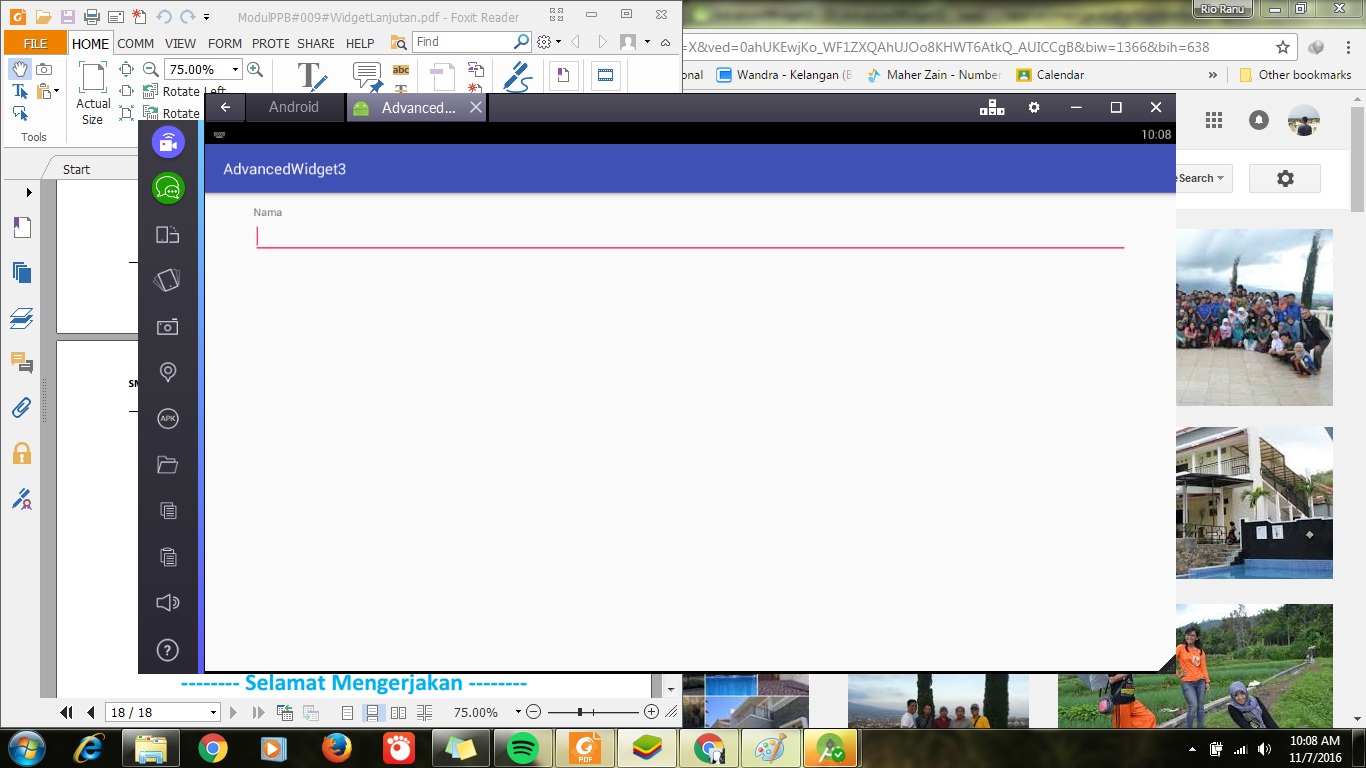 ModulPPB#009#WidgetLanjutan.pdf - Foxit Reader
Rio Ranu
FILE HOME COMM VIEW FORM PROTE SHARE HELP Find
=X&ved=0ahUKEwjKo_WF1ZXQAhUJOo8KHWT6AtkQ_AUICCgB&biw=1366&bih=638
75.00%
abc
onal Wandra - Kelangan (B Maher Zain - Number Calendar » Other bookmarks
Rotate Left
Actual
Size
Rotate
Tools
Android
Advanced...
10:08
Start
AdvancedWidget3
eSearch
Nama
SM
APK
-------- Selamat Mengerjakan --------
18 / 18
75.00%
PDF
10:08 AM
11/7/2016